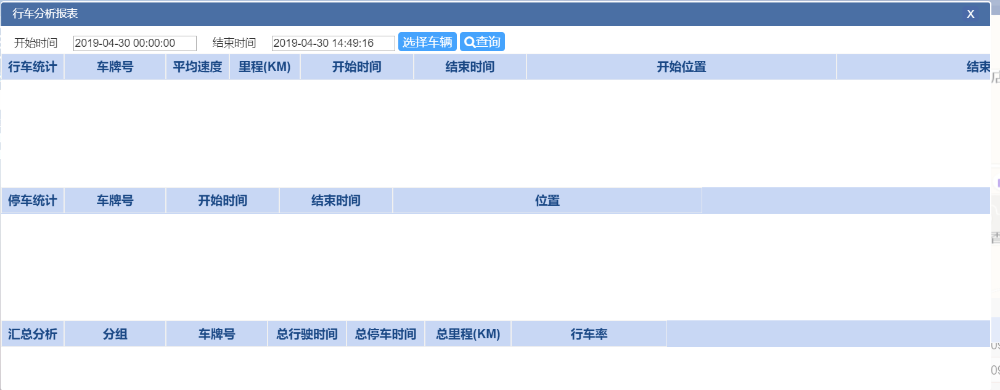 行车分析报表 X
开始时间 2019-04-30 00:00:00 结束时间 2019-04-30 14:49:16 选择车辆 查询
行车统计 车牌号 平均速度 里程(KM) 开始时间 结束时间 开始位置 结束
停车统计 车牌号 开始时间 结束时间 位置
汇总分析 分组 车牌号 总行驶时间 总停车时间 总里程(KM) 行车率
09